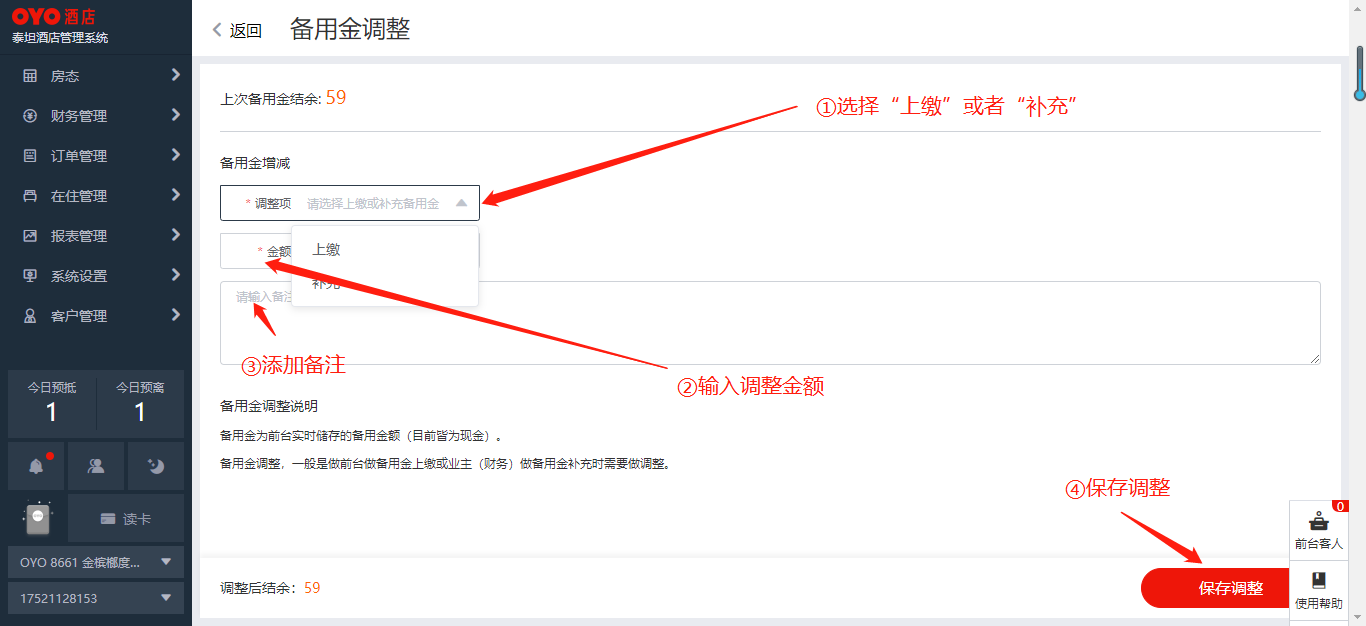 OYO 酒店
泰坦酒店管理系统
房态
财务管理
订单管理
在住管理
报表管理
系统设置
客户管理
今日预抵
1
今日预离
1
读卡
OYO 8661 金槟榔度...
17521128153
返回
备用金调整
上次备用金结余: 59
①选择“上缴”或者“补充”
备用金增减
* 调整项 请选择上缴或补充备用金
* 金额
上缴
补充
请输入备注
③添加备注
②输入调整金额
备用金调整说明
备用金为前台实时储存的备用金额（目前皆为现金）。
备用金调整，一般是做前台做备用金上缴或业主（财务）做备用金补充时需要做调整。
④保存调整
调整后结余: 59
保存调整
0
前台客人
使用帮助